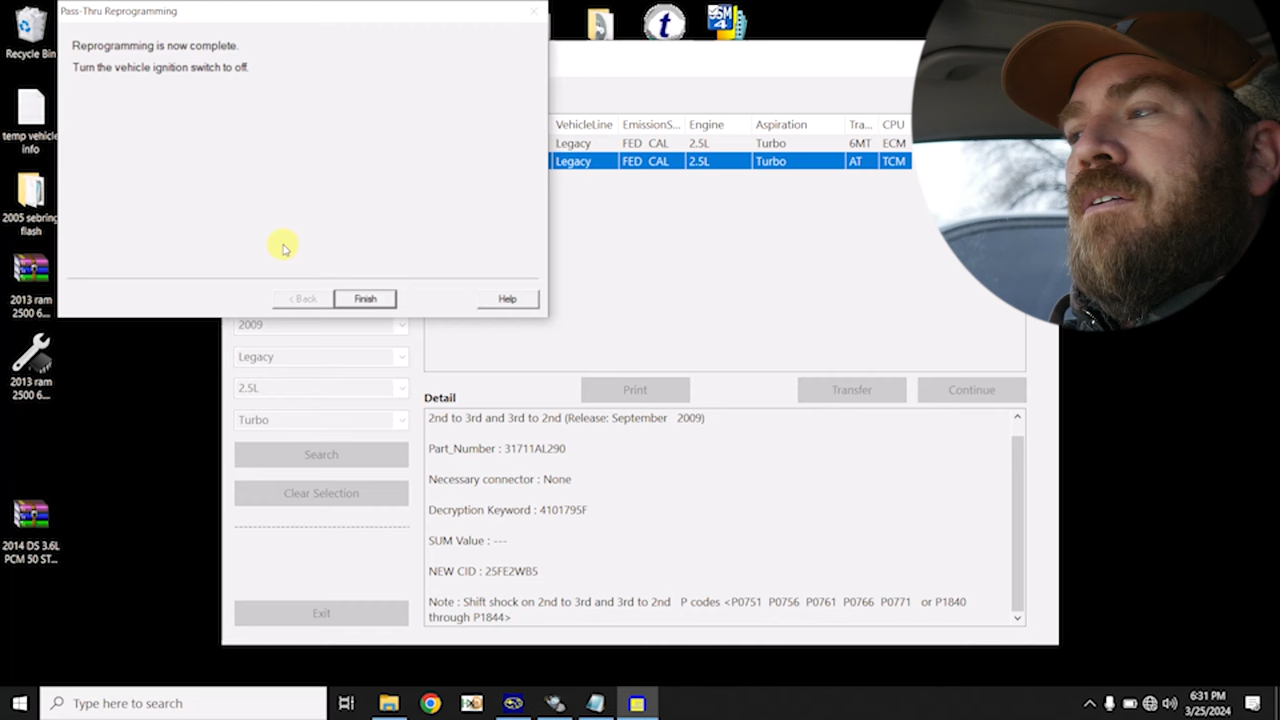 Recycle Bin
temp vehicle
info
2005 sebring
flash
2013 ram
2500 6...
2013 ram
2500 6...
2014 DS 3.6L
PCM 50 ST...
Pass-Thru Reprogramming
Reprogramming is now complete.
Turn the vehicle ignition switch to off.
< Back
Finish
Help
t
SSM
4
VehicleLine EmissionS... Engine Aspiration Tra... CPU
Legacy FED CAL 2.5L Turbo 6MT ECM
Legacy FED CAL 2.5L Turbo AT TCM
2009
Legacy
2.5L
Turbo
Search
Clear Selection
Exit
Print
Transfer
Continue
Detail
2nd to 3rd and 3rd to 2nd (Release: September 2009)
Part_Number : 31711AL290
Necessary connector : None
Decryption Keyword : 4101795F
SUM Value : ---
NEW CID : 25FE2WB5
Note : Shift shock on 2nd to 3rd and 3rd to 2nd P codes <P0751 P0756 P0761 P0766 P0771 or P1840
through P1844>
Type here to search
6:31 PM
3/25/2024